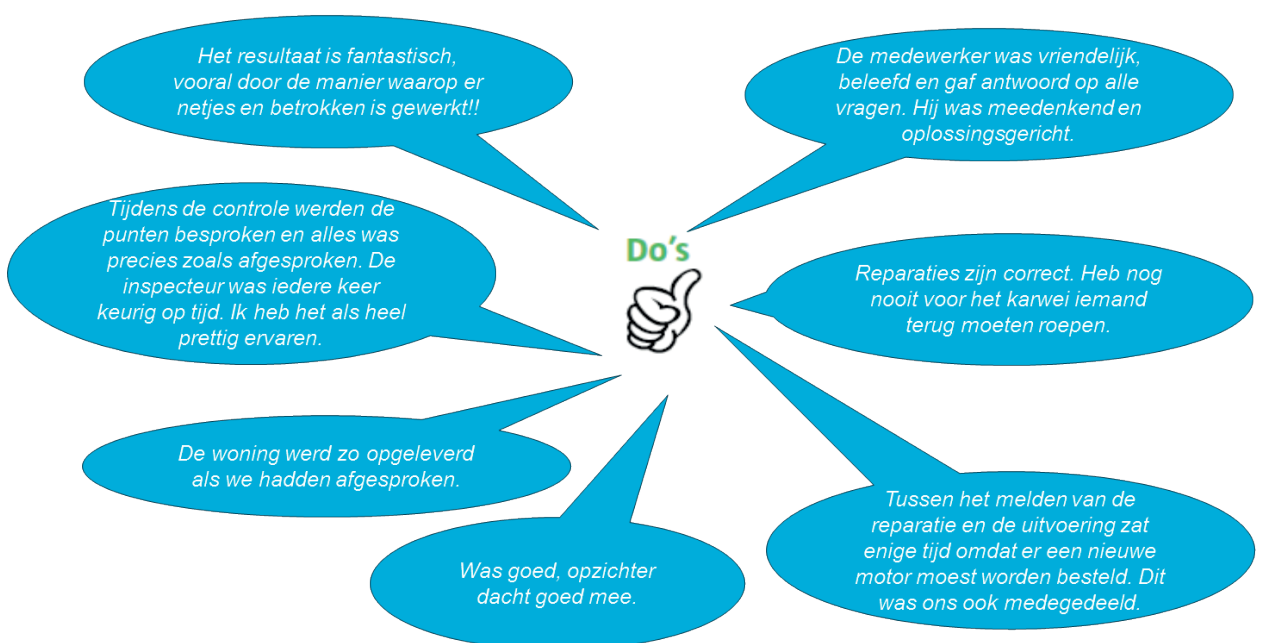 Het resultaat is fantastisch,
vooral door de manier waarop er
netjes en betrokken is gewerkt!!
De medewerker was vriendelijk,
beleefd en gaf antwoord op alle
vragen. Hij was meedenkend en
oplossingsgericht.
Tijdens de controle werden de
punten besproken en alles was
precies zoals afgesproken. De
inspecteur was iedere keer
keurig op tijd. Ik heb het als heel
prettig ervaren.
Do's
Reparaties zijn correct. Heb nog
nooit voor het karwei iemand
terug moeten roepen.
De woning werd zo opgeleverd
als we hadden afgesproken.
Was goed, opzichter
dacht goed mee.
Tussen het melden van de
reparatie en de uitvoering zat
enige tijd omdat er een nieuwe
motor moest worden besteld. Dit
was ons ook medegedeeld.